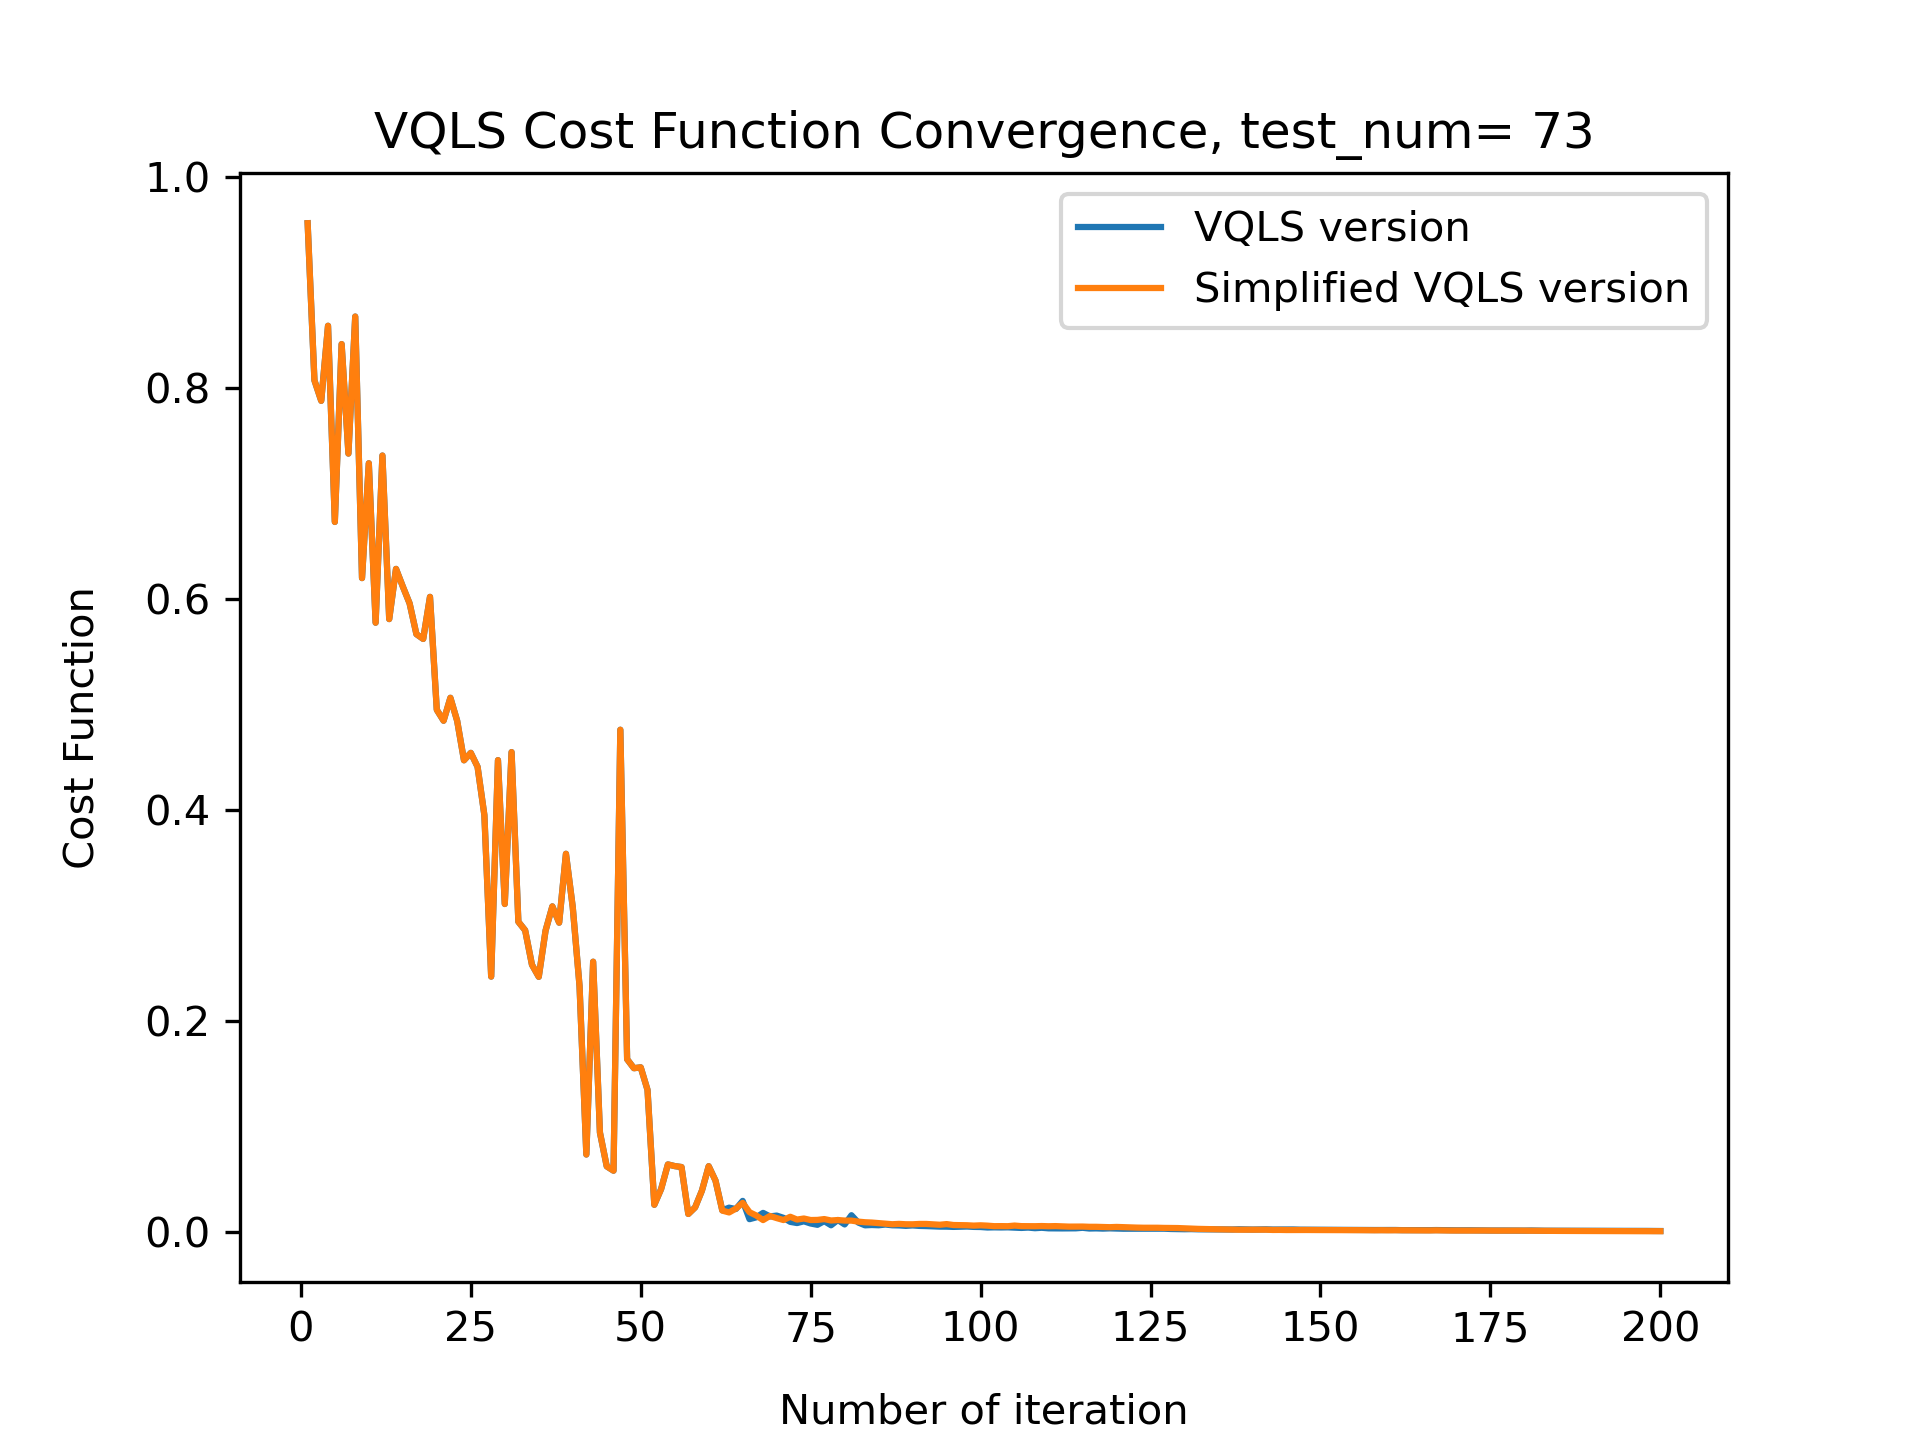 VQLS Cost Function Convergence, test_num= 73
VQLS version
Simplified VQLS version
1.0
0.8
0.6
0.4
0.2
0.0
Cost Function
0 25 50 75 100 125 150 175 200
Number of iteration